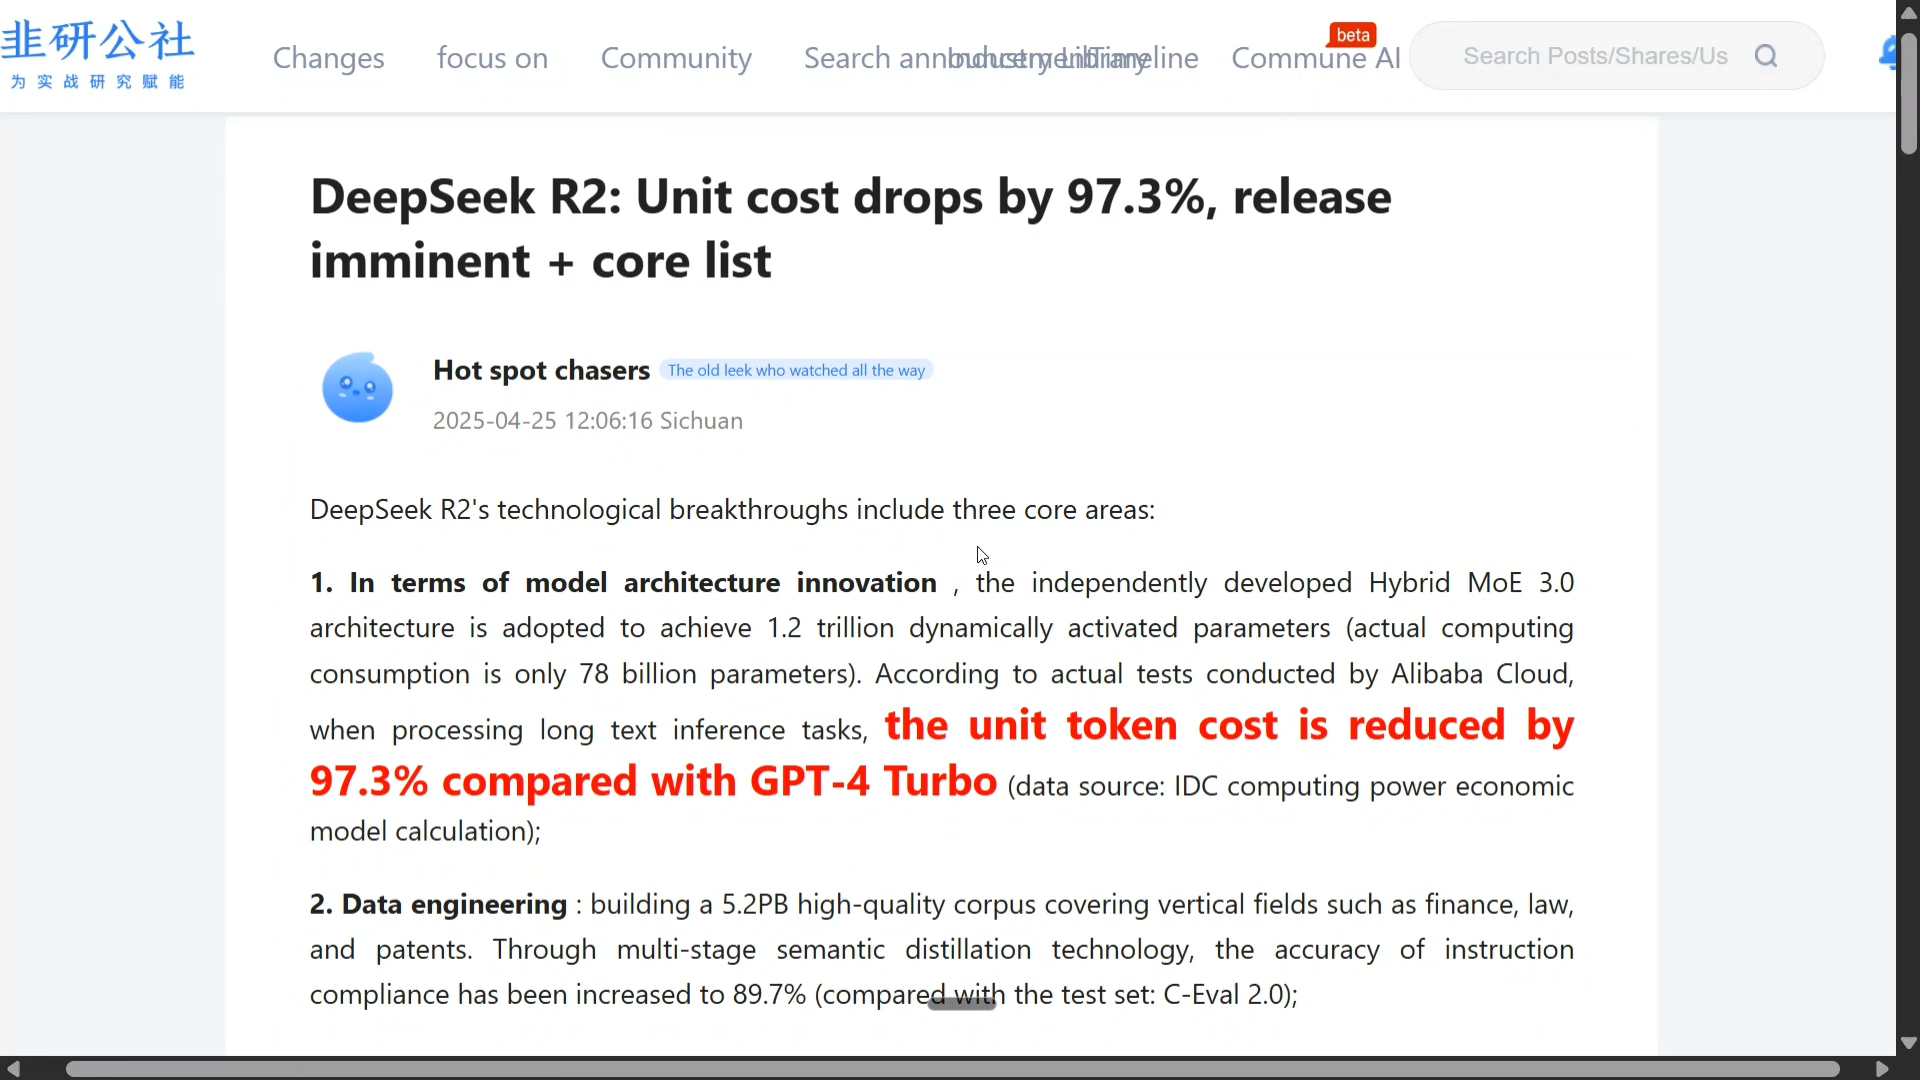 韭研公社
为实战研究赋能
Changes focus on Community Search announcement Industry Library Timeline Commune AI beta Search Posts/Shares/Us
DeepSeek R2: Unit cost drops by 97.3%, release
imminent + core list
Hot spot chasers The old leek who watched all the way
2025-04-25 12:06:16 Sichuan
DeepSeek R2's technological breakthroughs include three core areas:
1. In terms of model architecture innovation , the independently developed Hybrid MoE 3.0
architecture is adopted to achieve 1.2 trillion dynamically activated parameters (actual computing
consumption is only 78 billion parameters). According to actual tests conducted by Alibaba Cloud,
when processing long text inference tasks, the unit token cost is reduced by
97.3% compared with GPT-4 Turbo (data source: IDC computing power economic
model calculation);
2. Data engineering : building a 5.2PB high-quality corpus covering vertical fields such as finance, law,
and patents. Through multi-stage semantic distillation technology, the accuracy of instruction
compliance has been increased to 89.7% (compared with the test set: C-Eval 2.0);